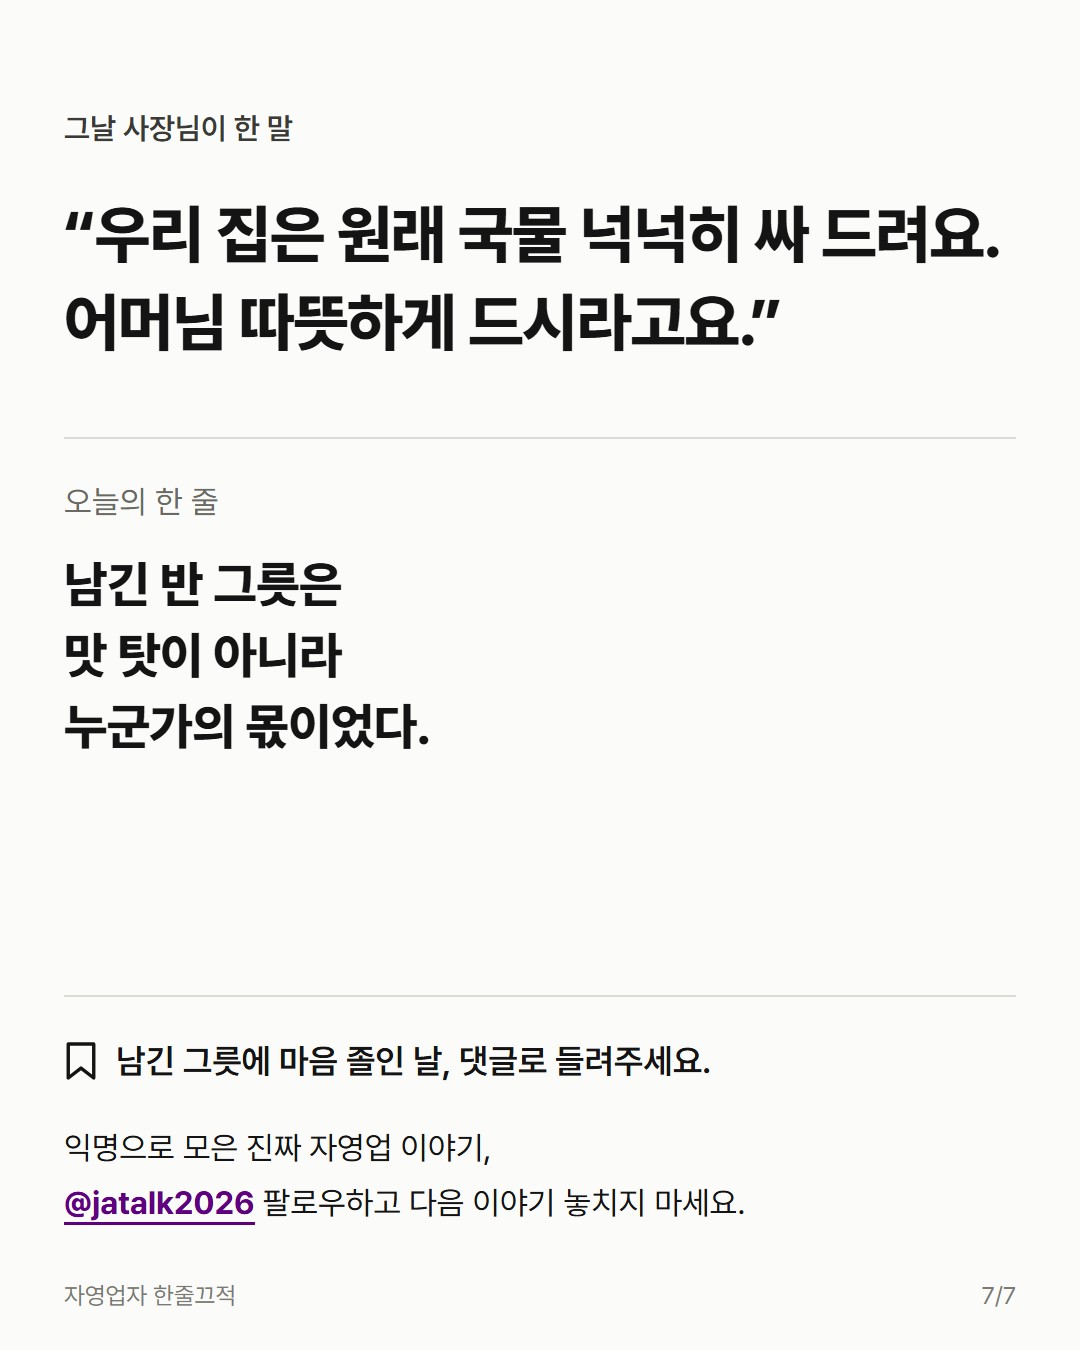 그날 사장님이 한 말
“우리 집은 원래 국물 넉넉히 싸 드려요.
어머님 따뜻하게 드시라고요.”
오늘의 한 줄
남긴 반 그릇은
맛 탓이 아니라
누군가의 몫이었다.
남긴 그릇에 마음 졸인 날, 댓글로 들려주세요.
익명으로 모은 진짜 자영업 이야기,
@jatalk2026 팔로우하고 다음 이야기 놓치지 마세요.
자영업자 한줄끄적
7/7